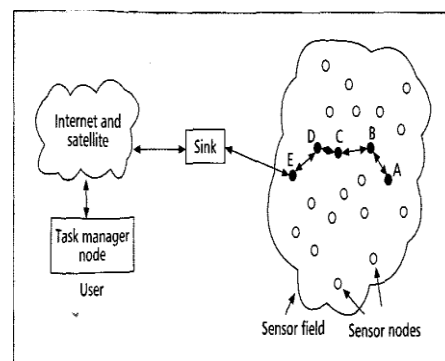 Internet and
satellite
Sink
D
C
B
E
A
Task manager
node
User
Sensor field
Sensor nodes